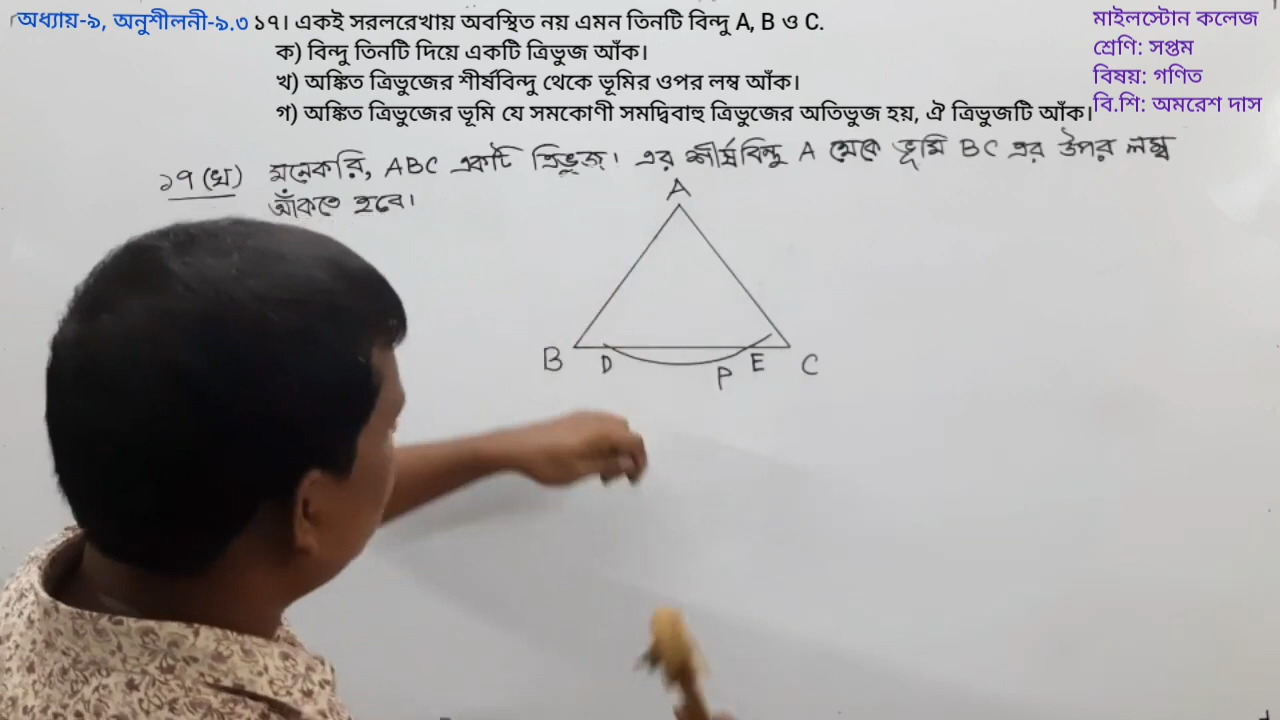 অধ্যায়-৯, অনুশীলনী-৯.৩ ১৭। একই সরলরেখায় অবস্থিত নয় এমন তিনটি বিন্দু A, B ও C.
ক) বিন্দু তিনটি দিয়ে একটি ত্রিভুজ আঁক।
খ) অঙ্কিত ত্রিভুজের শীর্ষবিন্দু থেকে ভূমির ওপর লম্ব আঁক।
গ) অঙ্কিত ত্রিভুজের ভূমি যে সমকোণী সমদ্বিবাহু ত্রিভুজের অতিভুজ হয়, ঐ ত্রিভুজটি আঁক।
মাইলস্টোন কলেজ
শ্রেণি: সপ্তম
বিষয়: গণিত
বি.শি: অমরেশ দাস
১৭(খ) মনেকরি, ABC একটি ত্রিভুজ। এর শীর্ষবিন্দু A থেকে ভূমি BC এর উপর লম্ব
আঁকতে হবে।
A
B D P E C